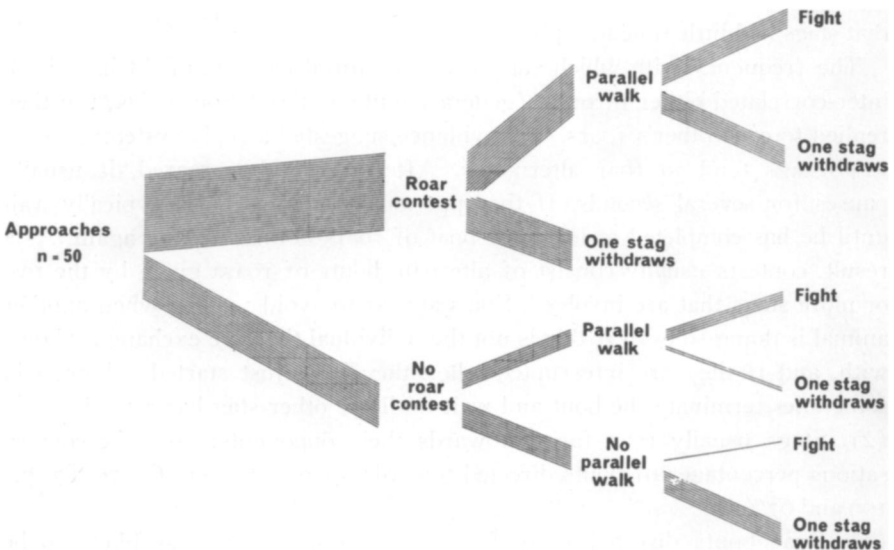 Fight
Parallel
walk
One stag
withdraws
Roar
contest
Approaches
n - 50
One stag
withdraws
Fight
Parallel
walk
No
roar
contest
One stag
withdraws
Fight
No
parallel
walk
One stag
withdraws